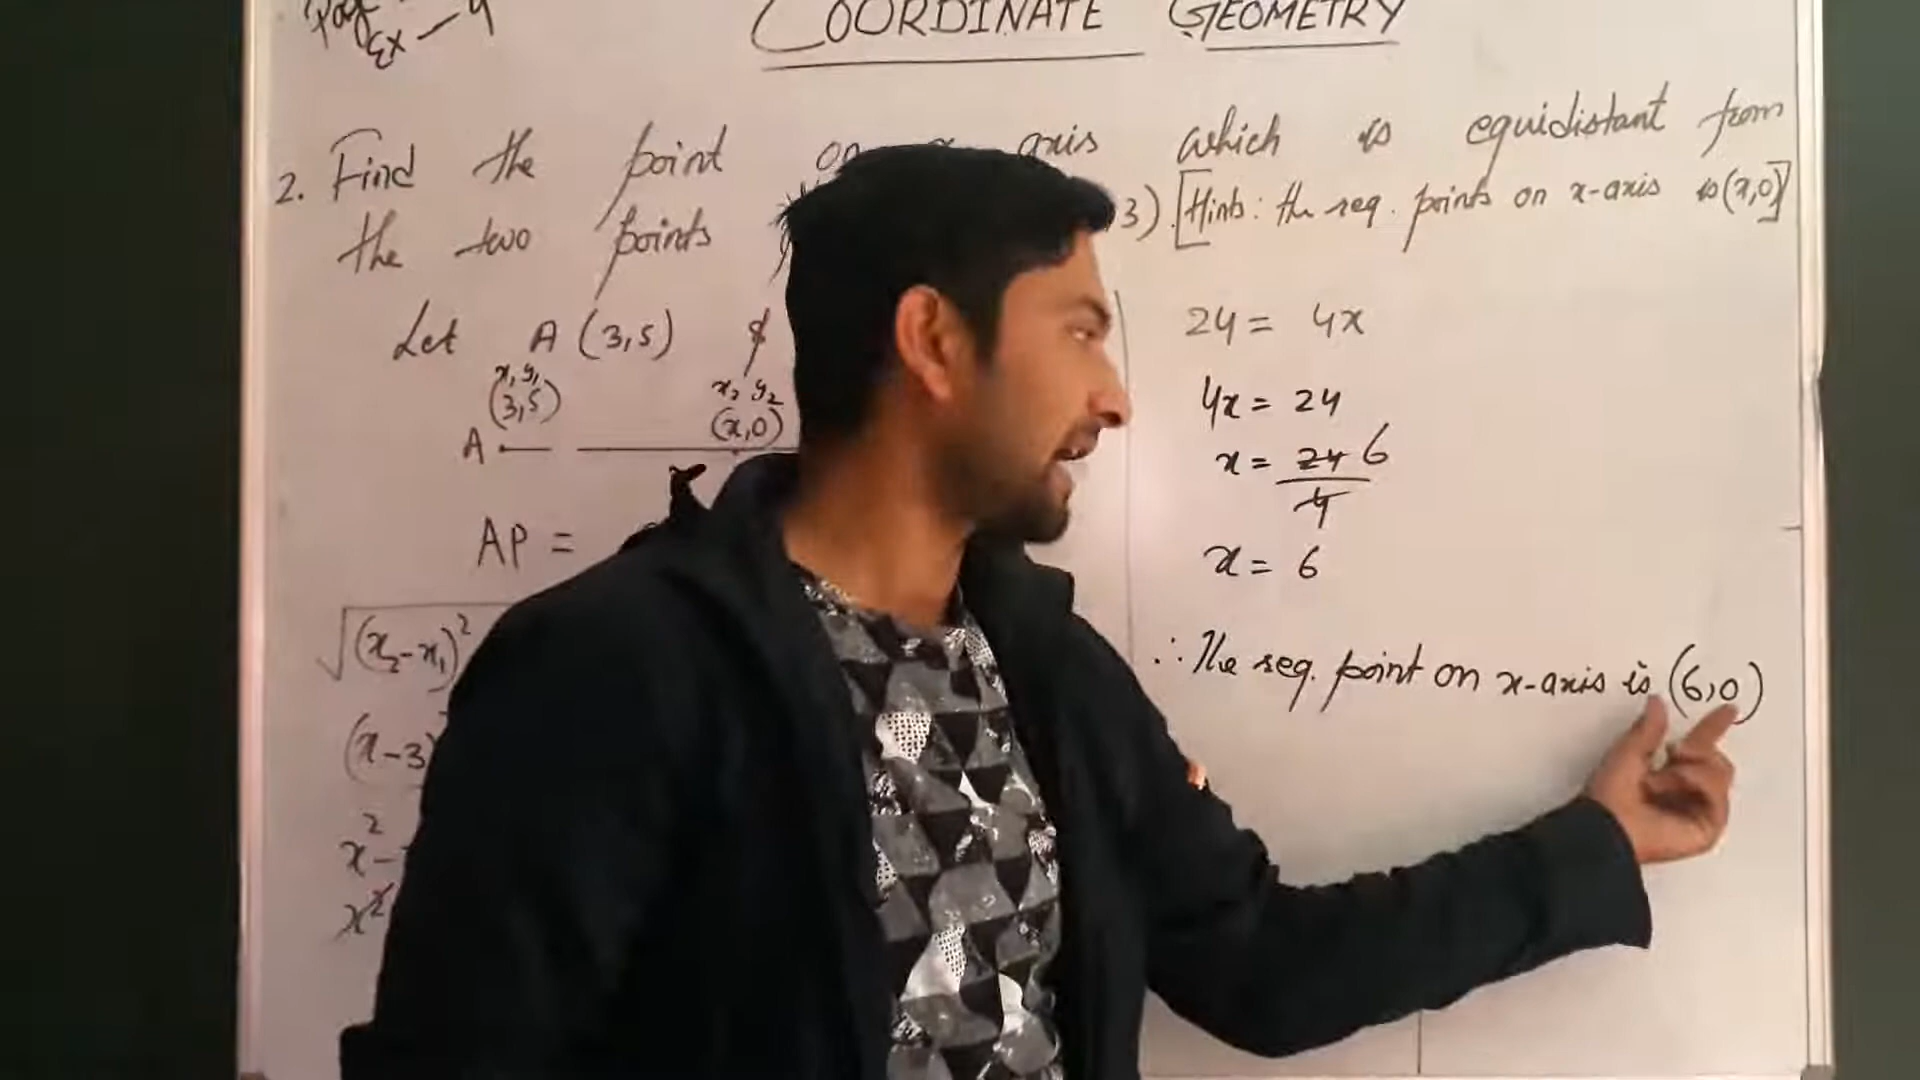 Ex - 4
COORDINATE GEOMETRY
2. Find the point on axis which is equidistant from
the two points 3). [Hint: the req. points on x-axis is (x,0)]
Let A (3,5) &
x₁ y₁
(3,5)
x₂ y₂
(x,0)
A
AP =
√(x₂-x₁)²
(x-3)
x²-
x²
24 = 4x
4x = 24
x = 24 6
4
x = 6
∴ The req. point on x-axis is (6,0)